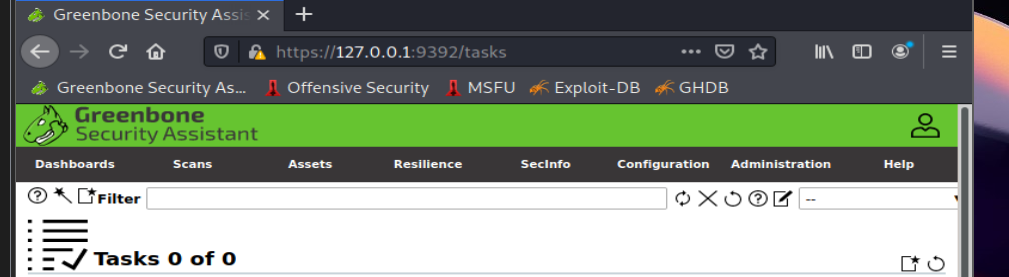 Greenbone Security Assis
https://127.0.0.1:9392/tasks
Greenbone Security As... Offensive Security MSFU Exploit-DB GHDB
Greenbone
Security Assistant
Dashboards Scans Assets Resilience SecInfo Configuration Administration Help
Filter --
Tasks 0 of 0